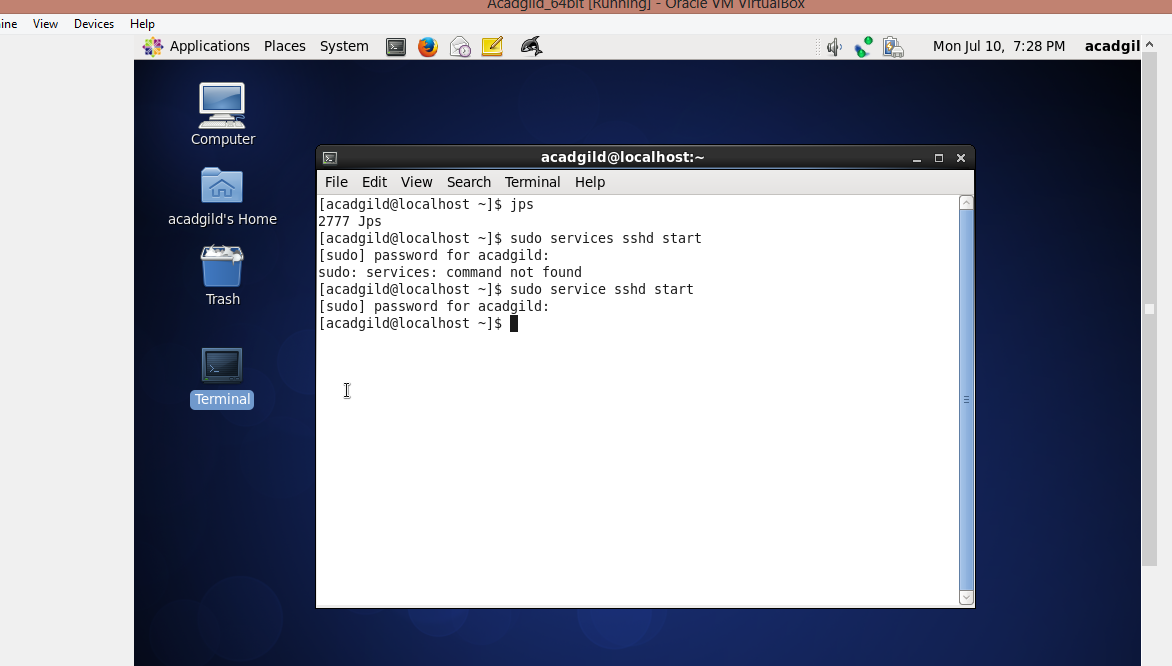 Acadgild_64bit [Running] - Oracle VM VirtualBox
ine View Devices Help
Applications Places System Mon Jul 10, 7:28 PM acadgil
Computer
acadgild's Home
Trash
Terminal
acadgild@localhost:~
File Edit View Search Terminal Help
[acadgild@localhost ~]$ jps
2777 Jps
[acadgild@localhost ~]$ sudo services sshd start
[sudo] password for acadgild:
sudo: services: command not found
[acadgild@localhost ~]$ sudo service sshd start
[sudo] password for acadgild:
[acadgild@localhost ~]$